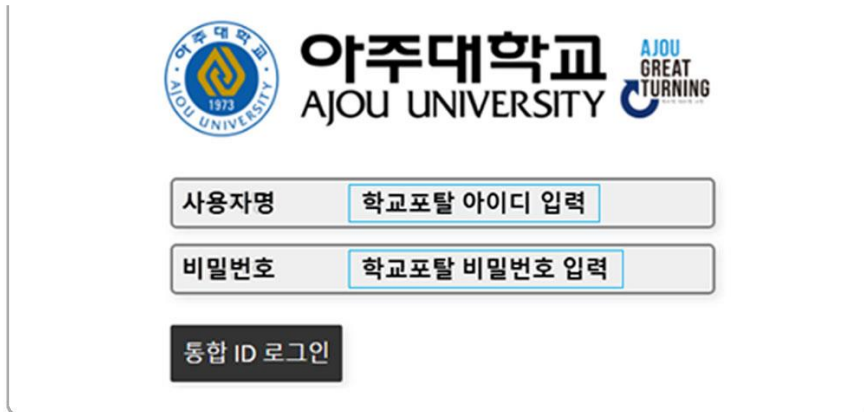 아주대학교
AJOU UNIVERSITY
1973
아주대학교
AJOU UNIVERSITY
AJOU
GREAT
TURNING
사용자명 학교포탈 아이디 입력
비밀번호 학교포탈 비밀번호 입력
통합 ID 로그인